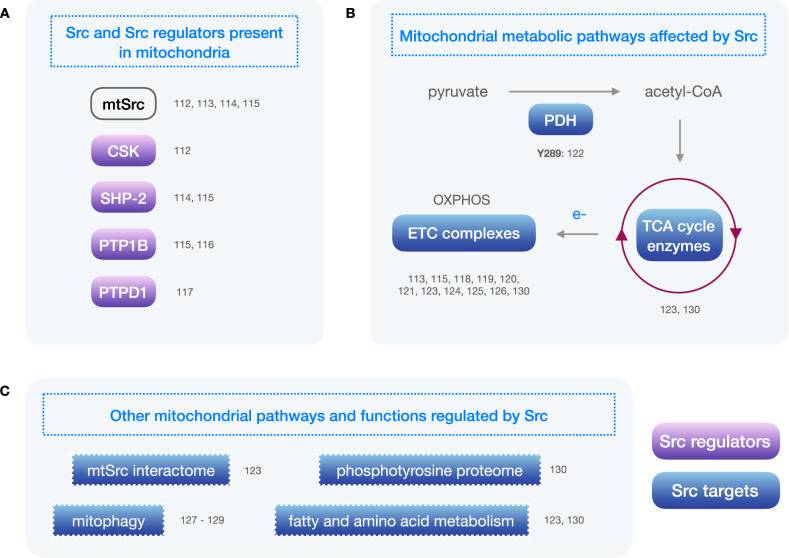 A
Src and Src regulators present
in mitochondria
mtSrc 112, 113, 114, 115
CSK 112
SHP-2 114, 115
PTP1B 115, 116
PTPD1 117
B
Mitochondrial metabolic pathways affected by Src
pyruvate acetyl-CoA
PDH
Y289: 122
OXPHOS
ETC complexes
e-
TCA cycle
enzymes
113, 115, 118, 119, 120,
121, 123, 124, 125, 126, 130
123, 130
C
Other mitochondrial pathways and functions regulated by Src
mtSrc interactome 123 phosphotyrosine proteome 130
mitophagy 127 - 129 fatty and amino acid metabolism 123, 130
Src regulators
Src targets